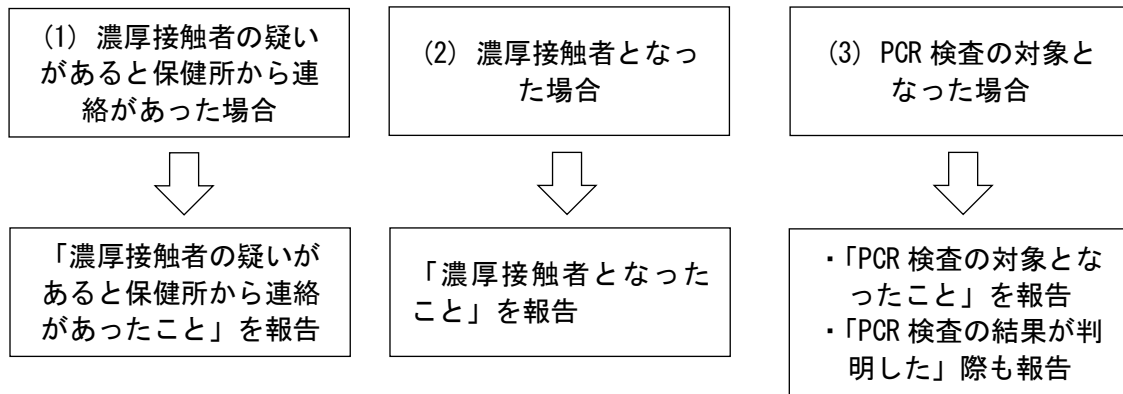 (1) 濃厚接触者の疑い
があると保健所から連
絡があった場合
(2) 濃厚接触者となっ
た場合
(3) PCR 検査の対象と
なった場合
「濃厚接触者の疑いが
あると保健所から連絡
があったこと」を報告
「濃厚接触者となった
こと」を報告
・「PCR 検査の対象とな
ったこと」を報告
・「PCR 検査の結果が判
明した」際も報告